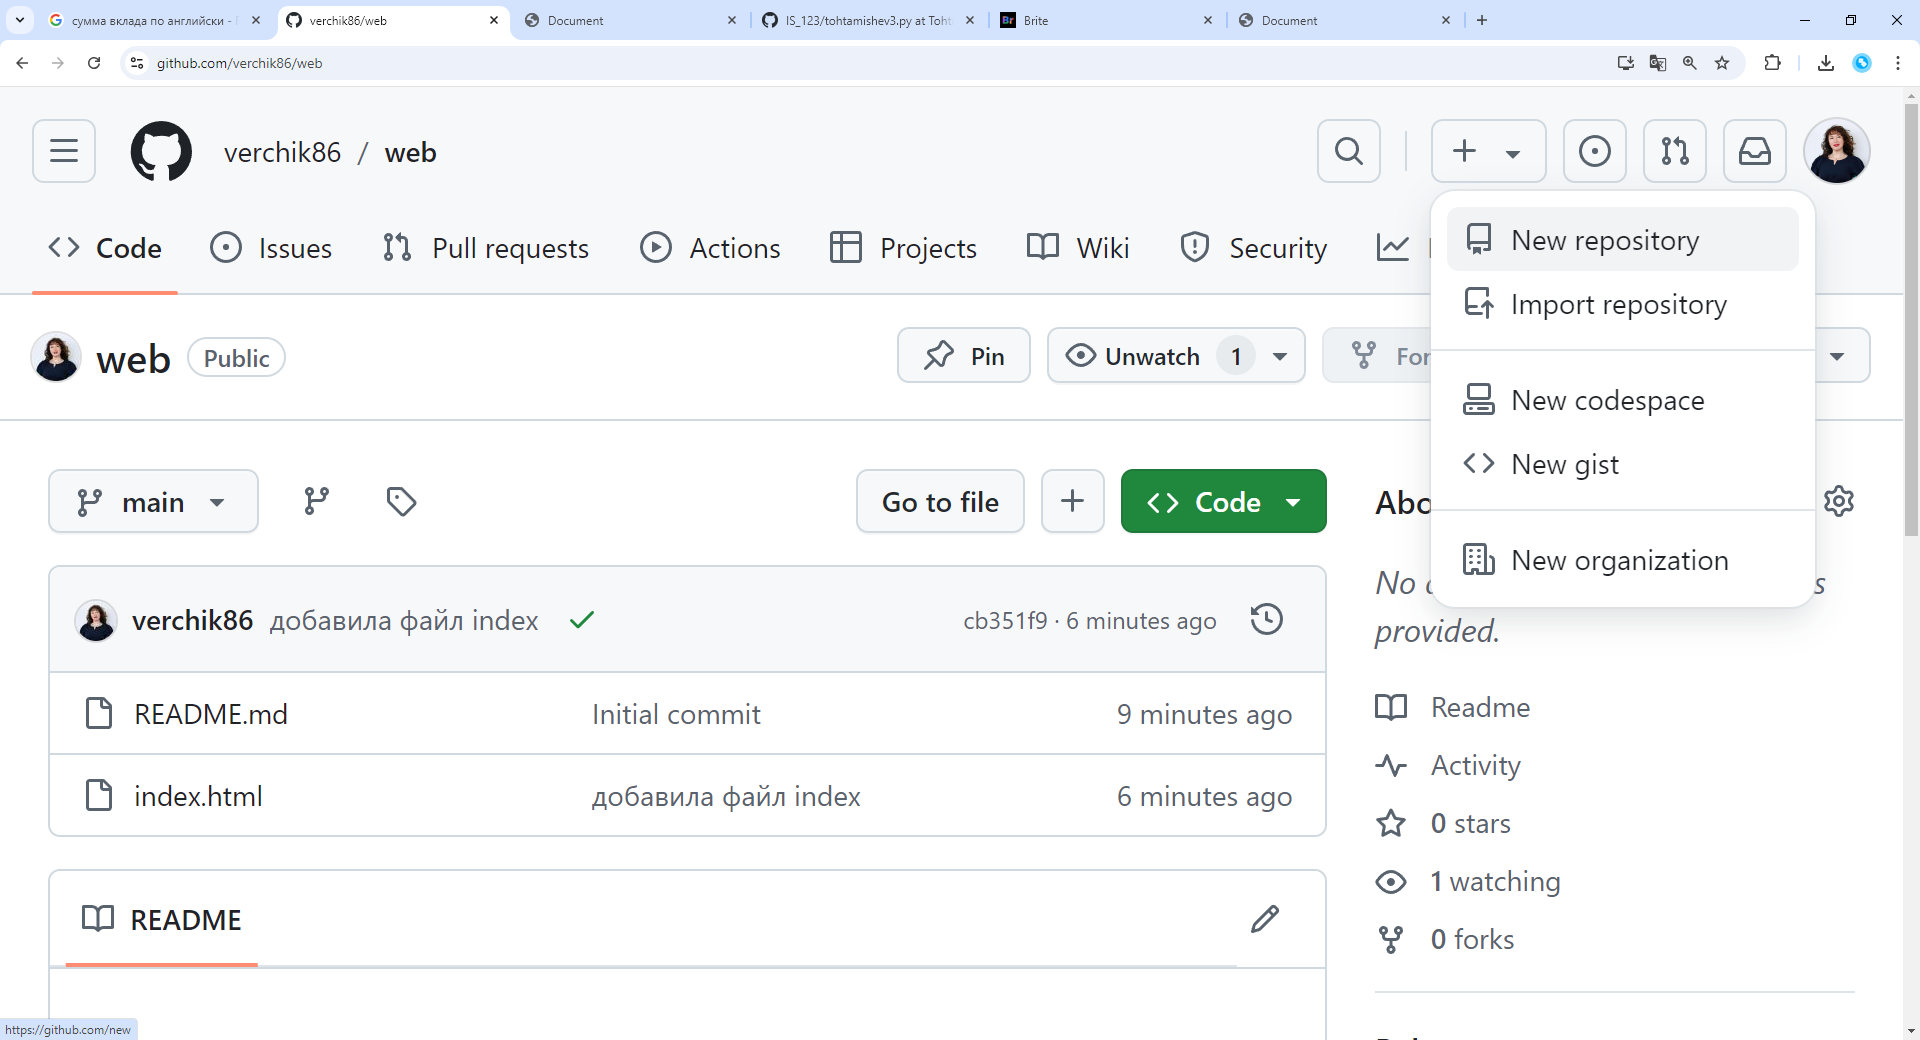 сумма вклада по английски -
verchik86/web
Document
IS_123/tohtamishev3.py at Toht
Brite
Document
github.com/verchik86/web
verchik86 / web
Code
Issues
Pull requests
Actions
Projects
Wiki
Security
New repository
Import repository
New codespace
New gist
New organization
web
Public
Pin
Unwatch 1
For
main
Go to file
Code
Abo
No
provided.
verchik86 добавила файл index
cb351f9 · 6 minutes ago
README.md
Initial commit
9 minutes ago
index.html
добавила файл index
6 minutes ago
README
Readme
Activity
0 stars
1 watching
0 forks
https://github.com/new